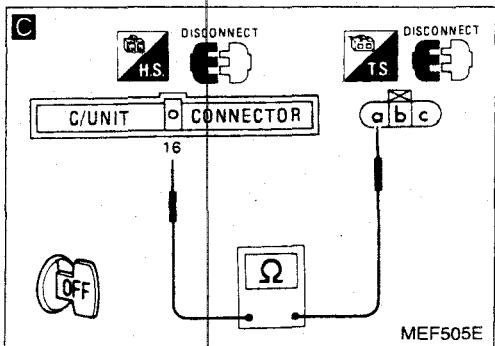 C
DISCONNECT
H.S.
DISCONNECT
T.S.
C/UNIT CONNECTOR
a b c
16
OFF
Ω
MEF505E